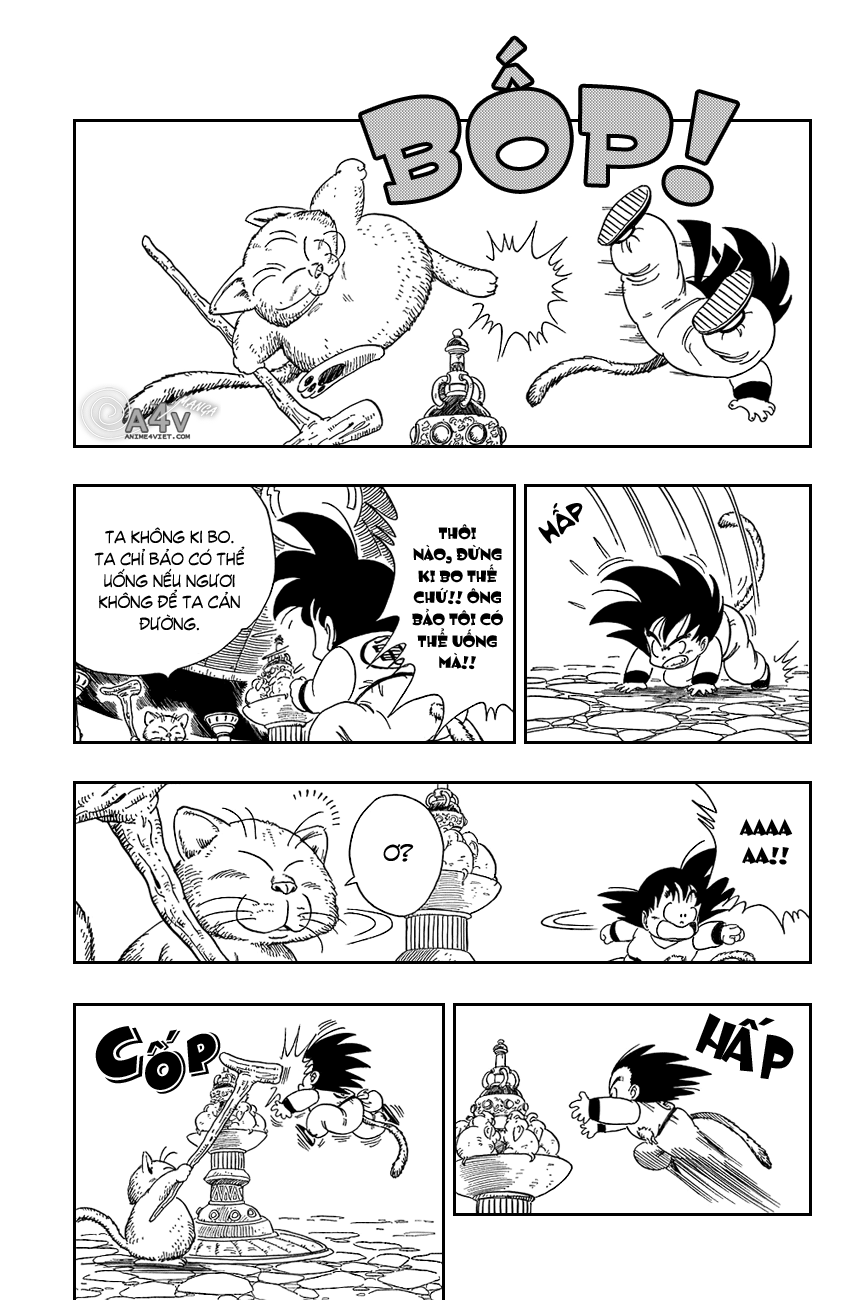 BỐP!
MANGA
A4V
ANIME4VIET.COM
HẤP
THÔI
NÀO, ĐỪNG
KI BO THẾ
CHỨ!! ÔNG
BẢO TÔI CÓ
THỂ UỐNG
MÀ!!
TA KHÔNG KI BO.
TA CHỈ BẢO CÓ THỂ
UỐNG NẾU NGƯƠI
KHÔNG ĐỂ TA CẢN
ĐƯỜNG.
AAAA
AA!!
Ơ?
HẤP
CỐP